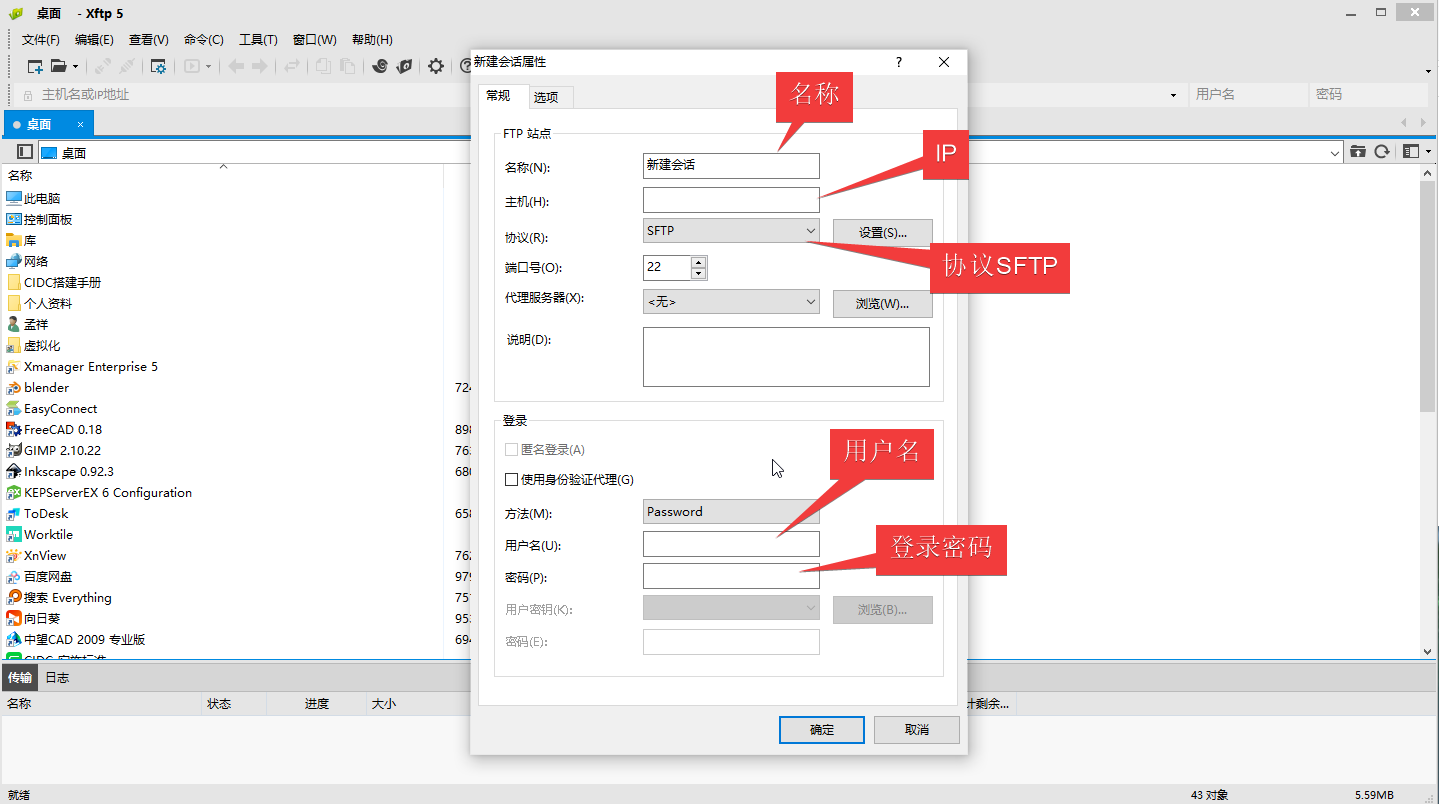 桌面 - Xftp 5
文件(F) 编辑(E) 查看(V) 命令(C) 工具(T) 窗口(W) 帮助(H)
主机名或IP地址 用户名 密码
桌面 ×
桌面
名称
此电脑
控制面板
库
网络
CIDC搭建手册
个人资料
孟祥
虚拟化
Xmanager Enterprise 5
blender 724
EasyConnect
FreeCAD 0.18 898
GIMP 2.10.22 762
Inkscape 0.92.3 680
KEPServerEX 6 Configuration
ToDesk 658
Worktile
XnView 762
百度网盘 979
搜索 Everything 757
向日葵 952
中望CAD 2009 专业版 694
新建会话属性 ?
常规 选项
名称
FTP 站点
IP
名称(N): 新建会话
主机(H):
协议(R): SFTP 设置(S)...
协议SFTP
端口号(O): 22
代理服务器(X): <无> 浏览(W)...
说明(D):
登录
用户名
匿名登录(A)
使用身份验证代理(G)
方法(M): Password
用户名(U):
登录密码
密码(P):
用户密钥(K): 浏览(B)...
密码(E):
确定 取消
传输 日志
名称 状态 进度 大小 计剩余...
就绪 43 对象 5.59MB